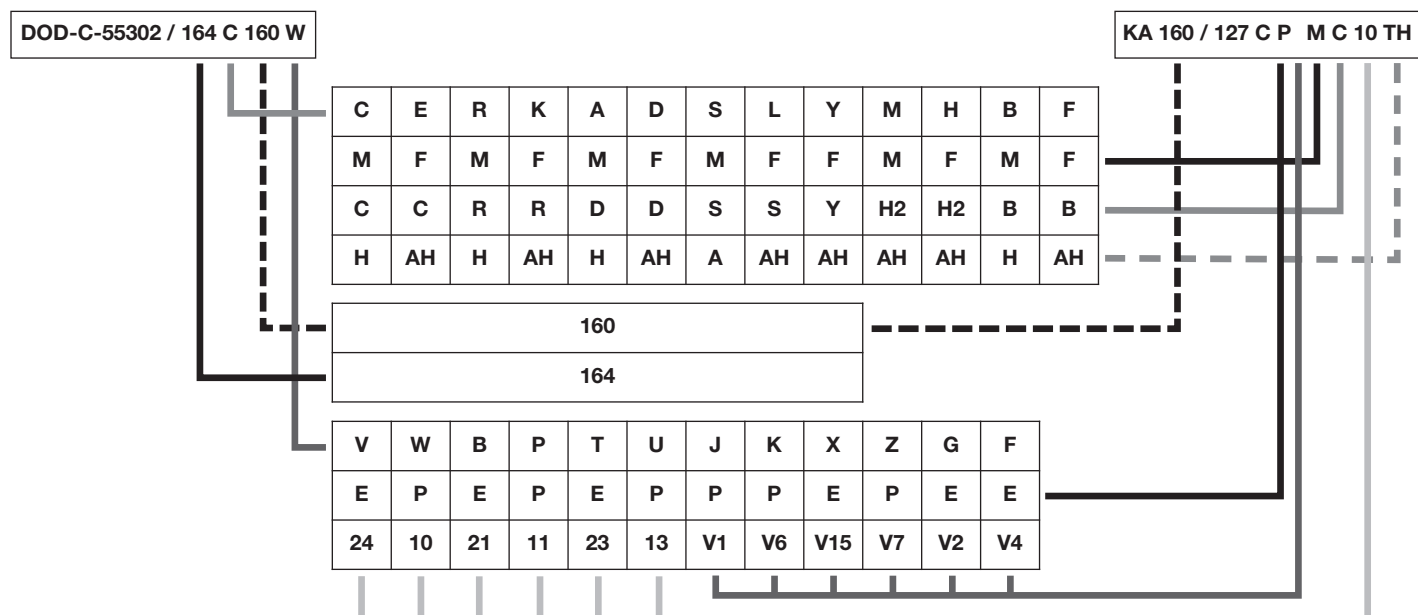 DOD-C-55302 / 164 C 160 W
KA 160 / 127 C P M C 10 TH
C E R K A D S L Y M H B F
M F M F M F M F F M F M F
C C R R D D S S Y H2 H2 B B
H AH H AH H AH A AH AH AH AH H AH
160
164
V W B P T U J K X Z G F
E P E P E P P P E P E E
24 10 21 11 23 13 V1 V6 V15 V7 V2 V4